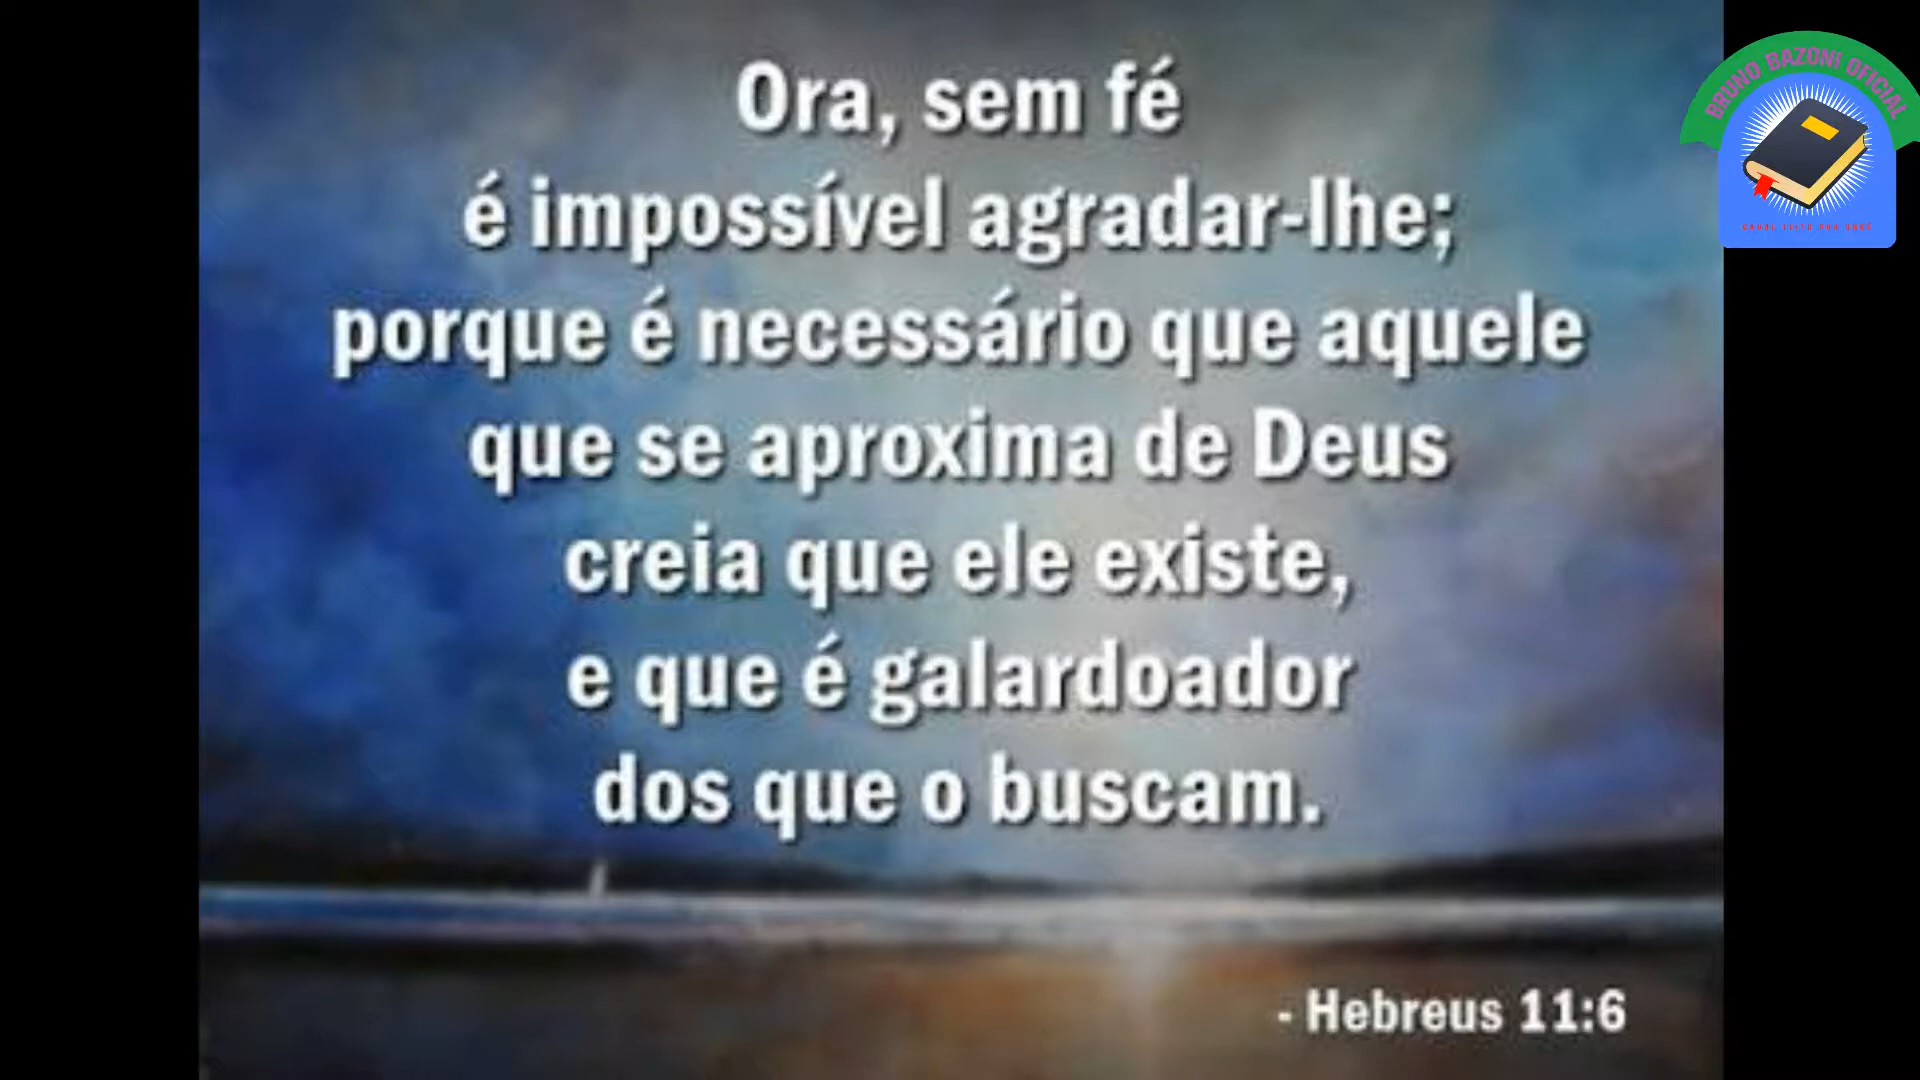 Ora, sem fé
é impossível agradar-lhe;
porque é necessário que aquele
que se aproxima de Deus
creia que ele existe,
e que é galardoador
dos que o buscam.
- Hebreus 11:6
BRUNO BAZONI OFICIAL